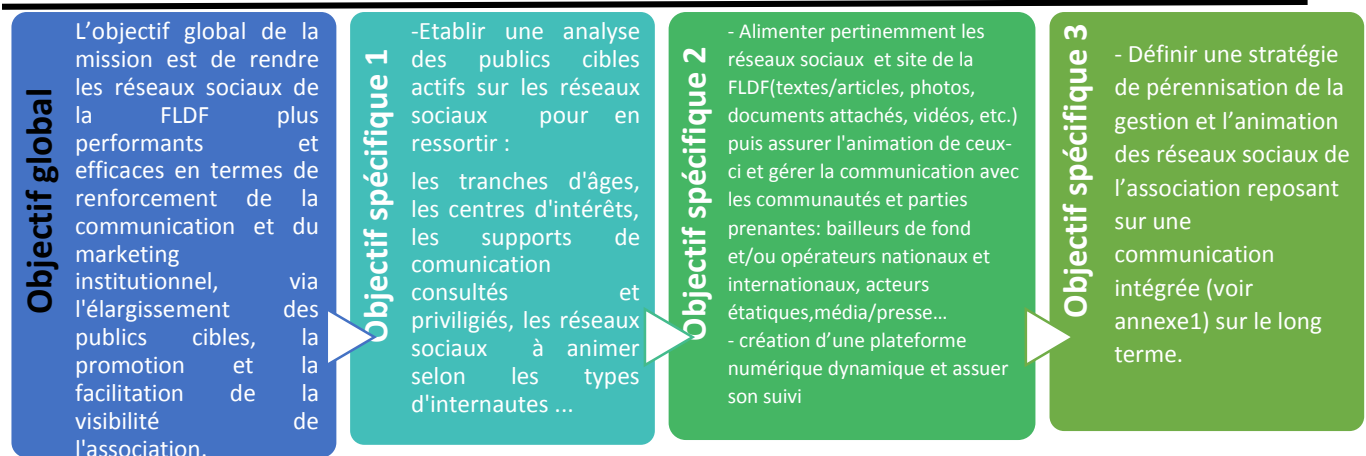 Objectif global
L’objectif global de la
mission est de rendre
les réseaux sociaux de
la FLDF plus
performants et
efficaces en termes de
renforcement de la
communication et du
marketing
institutionnel, via
l'élargissement des
publics cibles, la
promotion et la
facilitation de la
visibilité de
l'association.
Objectif spécifique 1
-Etablir une analyse
des publics cibles
actifs sur les réseaux
sociaux pour en
ressortir :
les tranches d'âges,
les centres d'intérêts,
les supports de
comunication
consultés et
priviligiés, les réseaux
sociaux à animer
selon les types
d'internautes ...
Objectif spécifique 2
- Alimenter pertinemment les
réseaux sociaux et site de la
FLDF(textes/articles, photos,
documents attachés, vidéos, etc.)
puis assurer l'animation de ceux-
ci et gérer la communication avec
les communautés et parties
prenantes: bailleurs de fond
et/ou opérateurs nationaux et
internationaux, acteurs
étatiques,média/presse…
- création d’une plateforme
numérique dynamique et assuer
son suivi
Objectif spécifique 3
- Définir une stratégie
de pérennisation de la
gestion et l’animation
des réseaux sociaux de
l’association reposant
sur une
communication
intégrée (voir
annexe1) sur le long
terme.